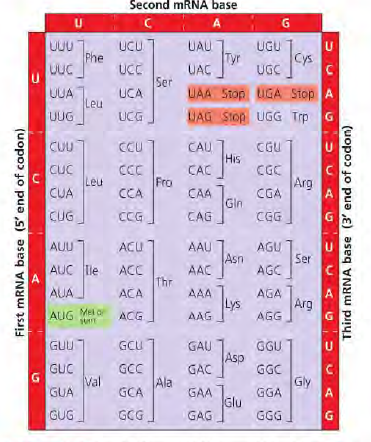 Second mRNA base
U C A G
First mRNA base (5' end of codon)
U
UUU UCU UAU UGU U
Phe Tyr Cys
UUC UCC UAC UGC C
Ser
UUA UCA UAA Stop UGA Stop A
Leu
UUG UCG UAG Stop UGG Trp G
C
CUU CCU CAU CGU U
His
CUC CCC CAC CGC C
Leu Pro Arg
CUA CCA CAA CGA A
Gln
CUG CCG CAG CGG G
A
AUU ACU AAU AGU U
Asn Ser
AUC Ile ACC AAC AGC C
Thr
AUA ACA AAA AGA A
Lys Arg
AUG Met or start ACG AAG AGG G
G
GUU GCU GAU GGU U
Asp
GUC GCC GAC GGC C
Val Ala Gly
GUA GCA GAA GGA A
Glu
GUG GCG GAG GGG G
Third mRNA base (3' end of codon)